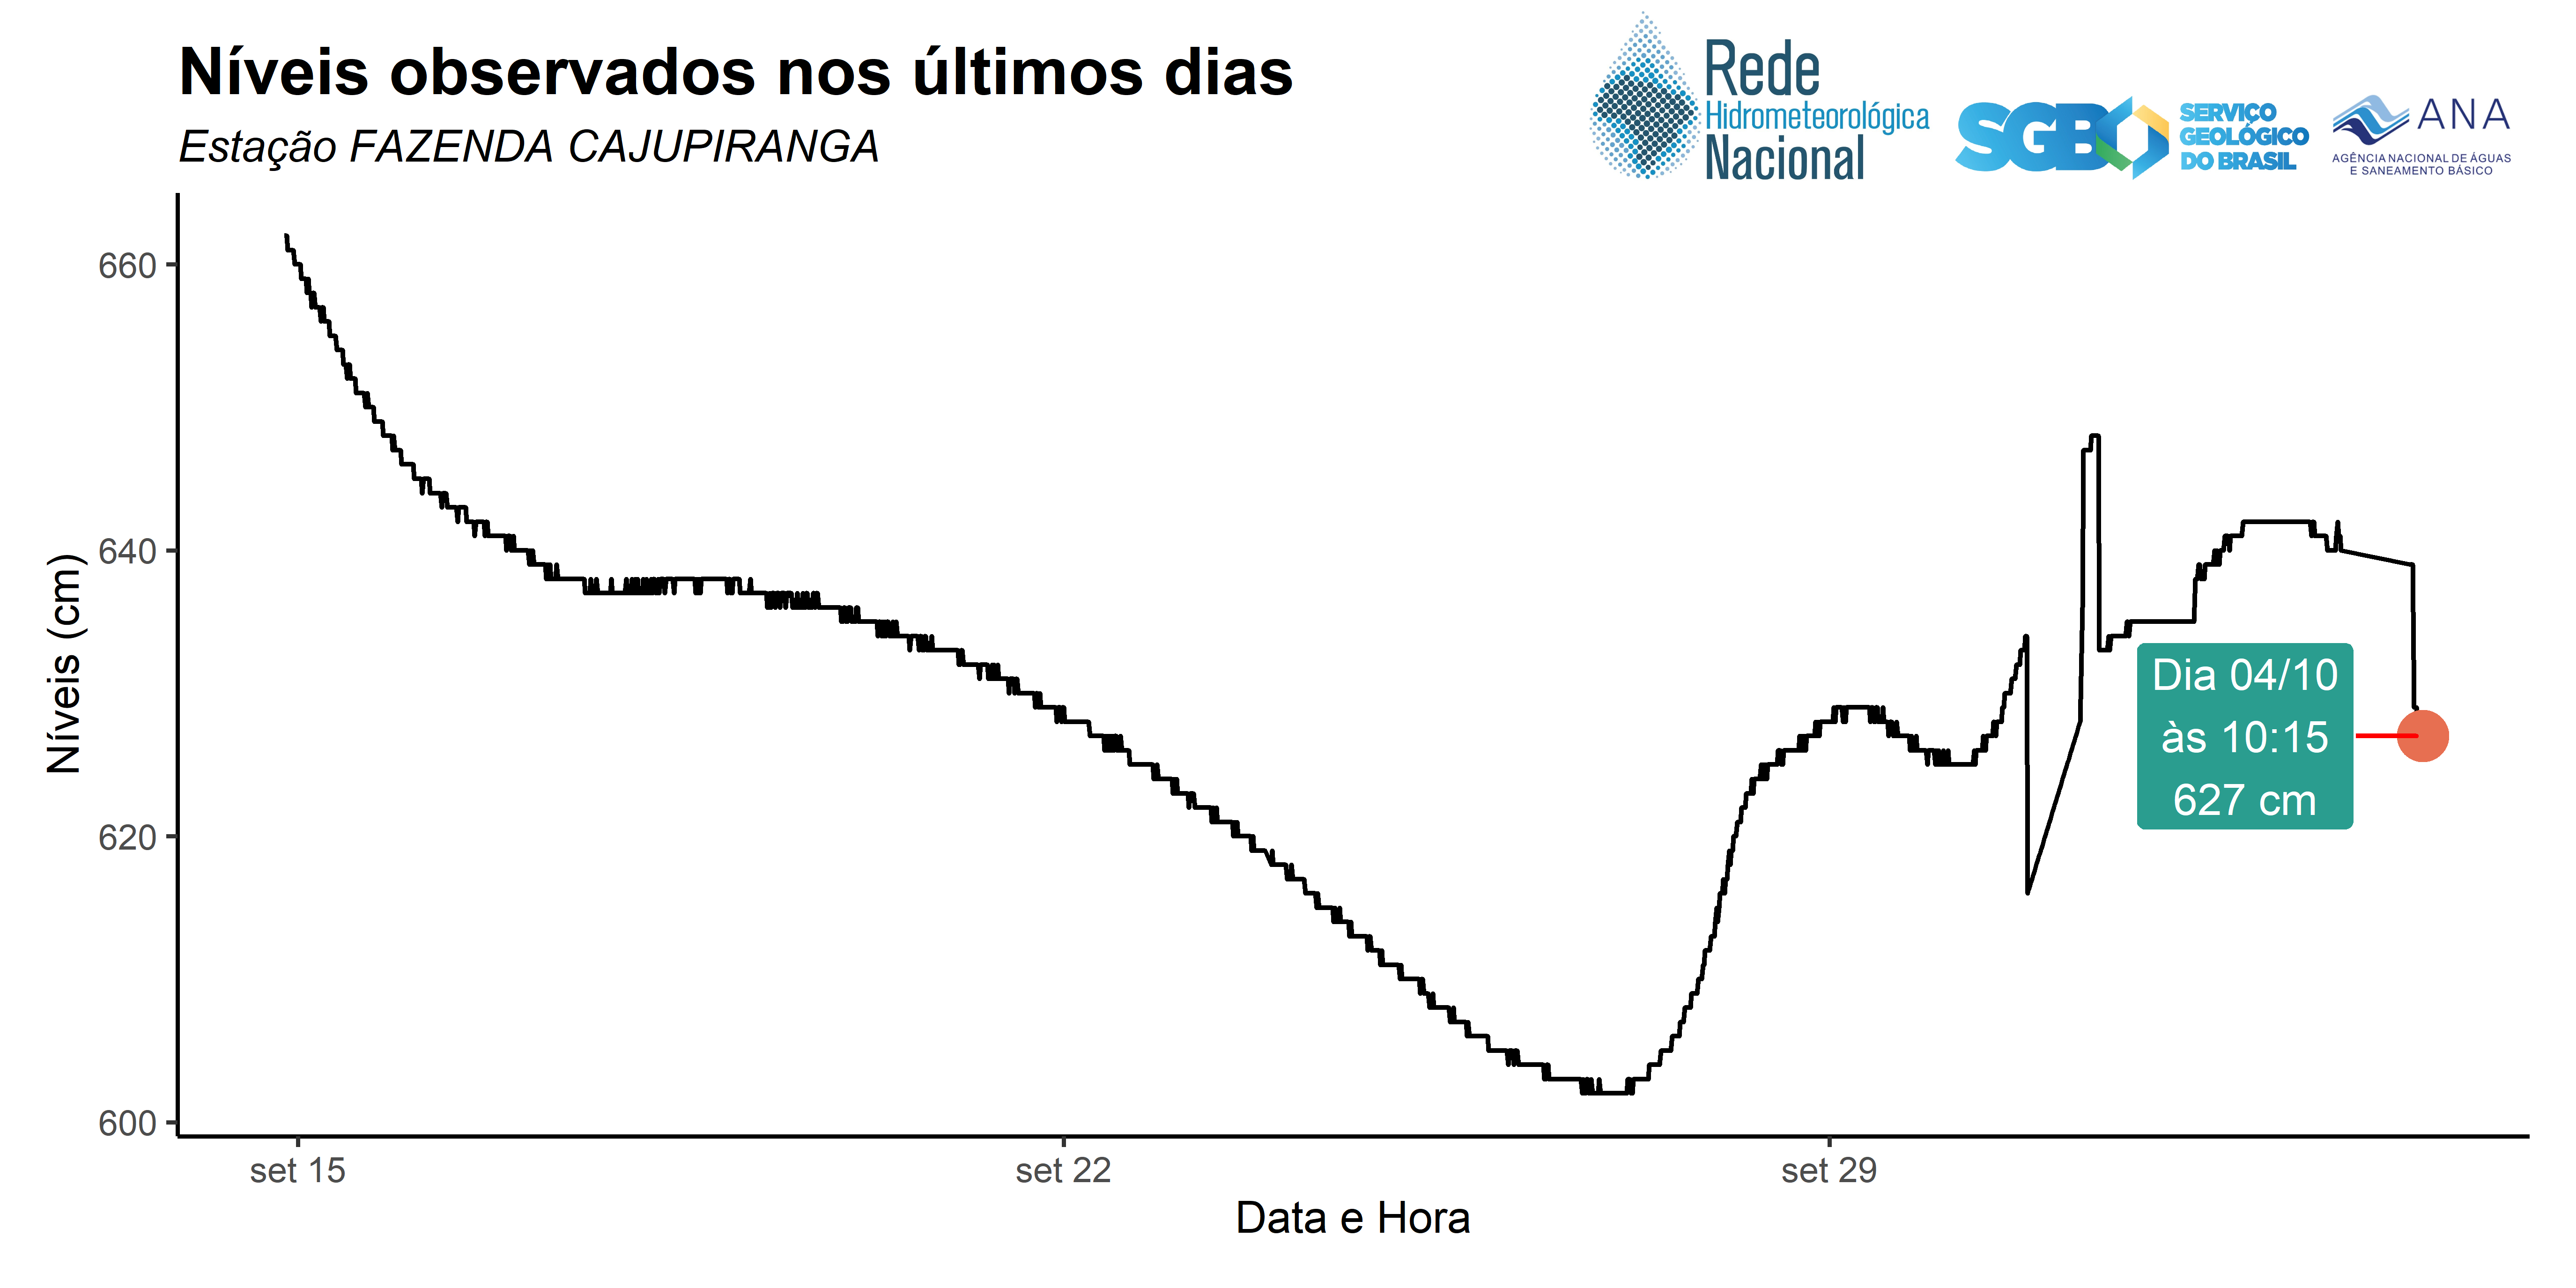 Níveis observados nos últimos dias
Estação FAZENDA CAJUPIRANGA
Rede
Hidrometeorológica
Nacional
SGB
SERVIÇO
GEOLÓGICO
DO BRASIL
ANA
AGÊNCIA NACIONAL DE ÁGUAS
E SANEAMENTO BÁSICO
Níveis (cm)
660
640
620
600
Dia 04/10
às 10:15
627 cm
set 15
set 22
set 29
Data e Hora